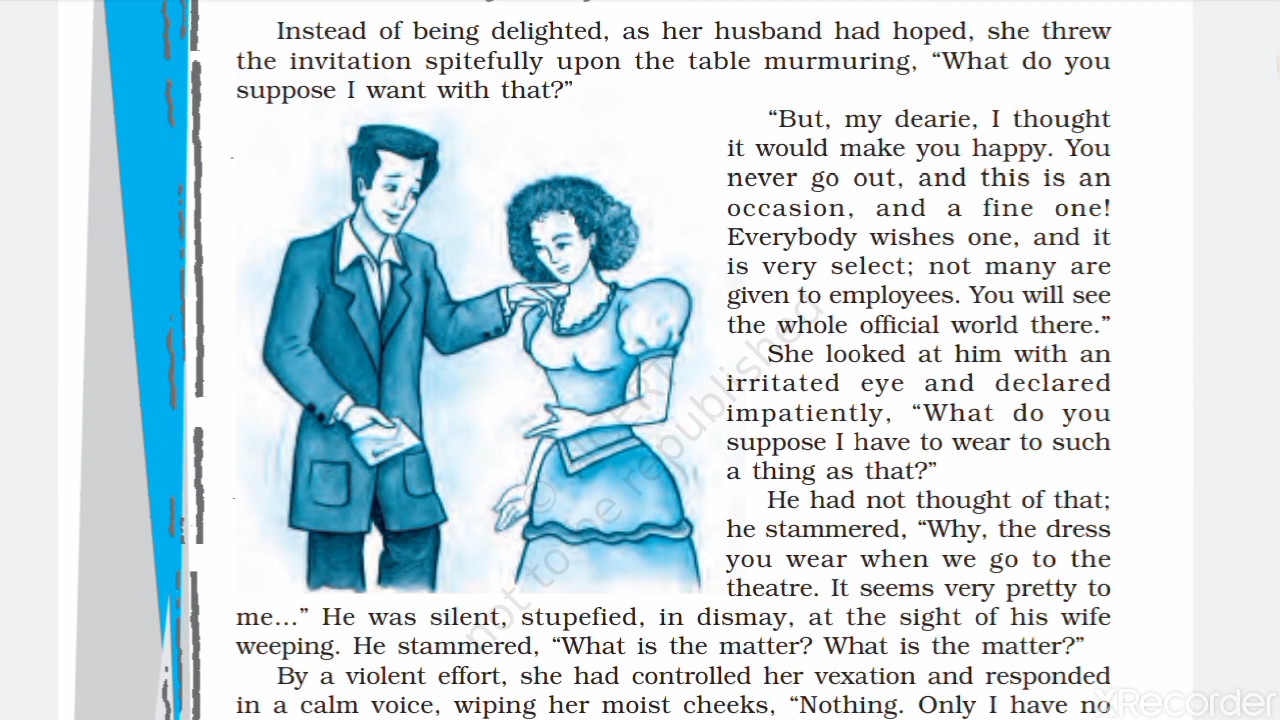 Instead of being delighted, as her husband had hoped, she threw
the invitation spitefully upon the table murmuring, “What do you
suppose I want with that?”
“But, my dearie, I thought
it would make you happy. You
never go out, and this is an
occasion, and a fine one!
Everybody wishes one, and it
is very select; not many are
given to employees. You will see
the whole official world there.”
She looked at him with an
irritated eye and declared
impatiently, “What do you
suppose I have to wear to such
a thing as that?”
He had not thought of that;
he stammered, “Why, the dress
you wear when we go to the
theatre. It seems very pretty to
me...” He was silent, stupefied, in dismay, at the sight of his wife
weeping. He stammered, “What is the matter? What is the matter?”
By a violent effort, she had controlled her vexation and responded
in a calm voice, wiping her moist cheeks, “Nothing. Only I have no
not to be republished
XRecorder